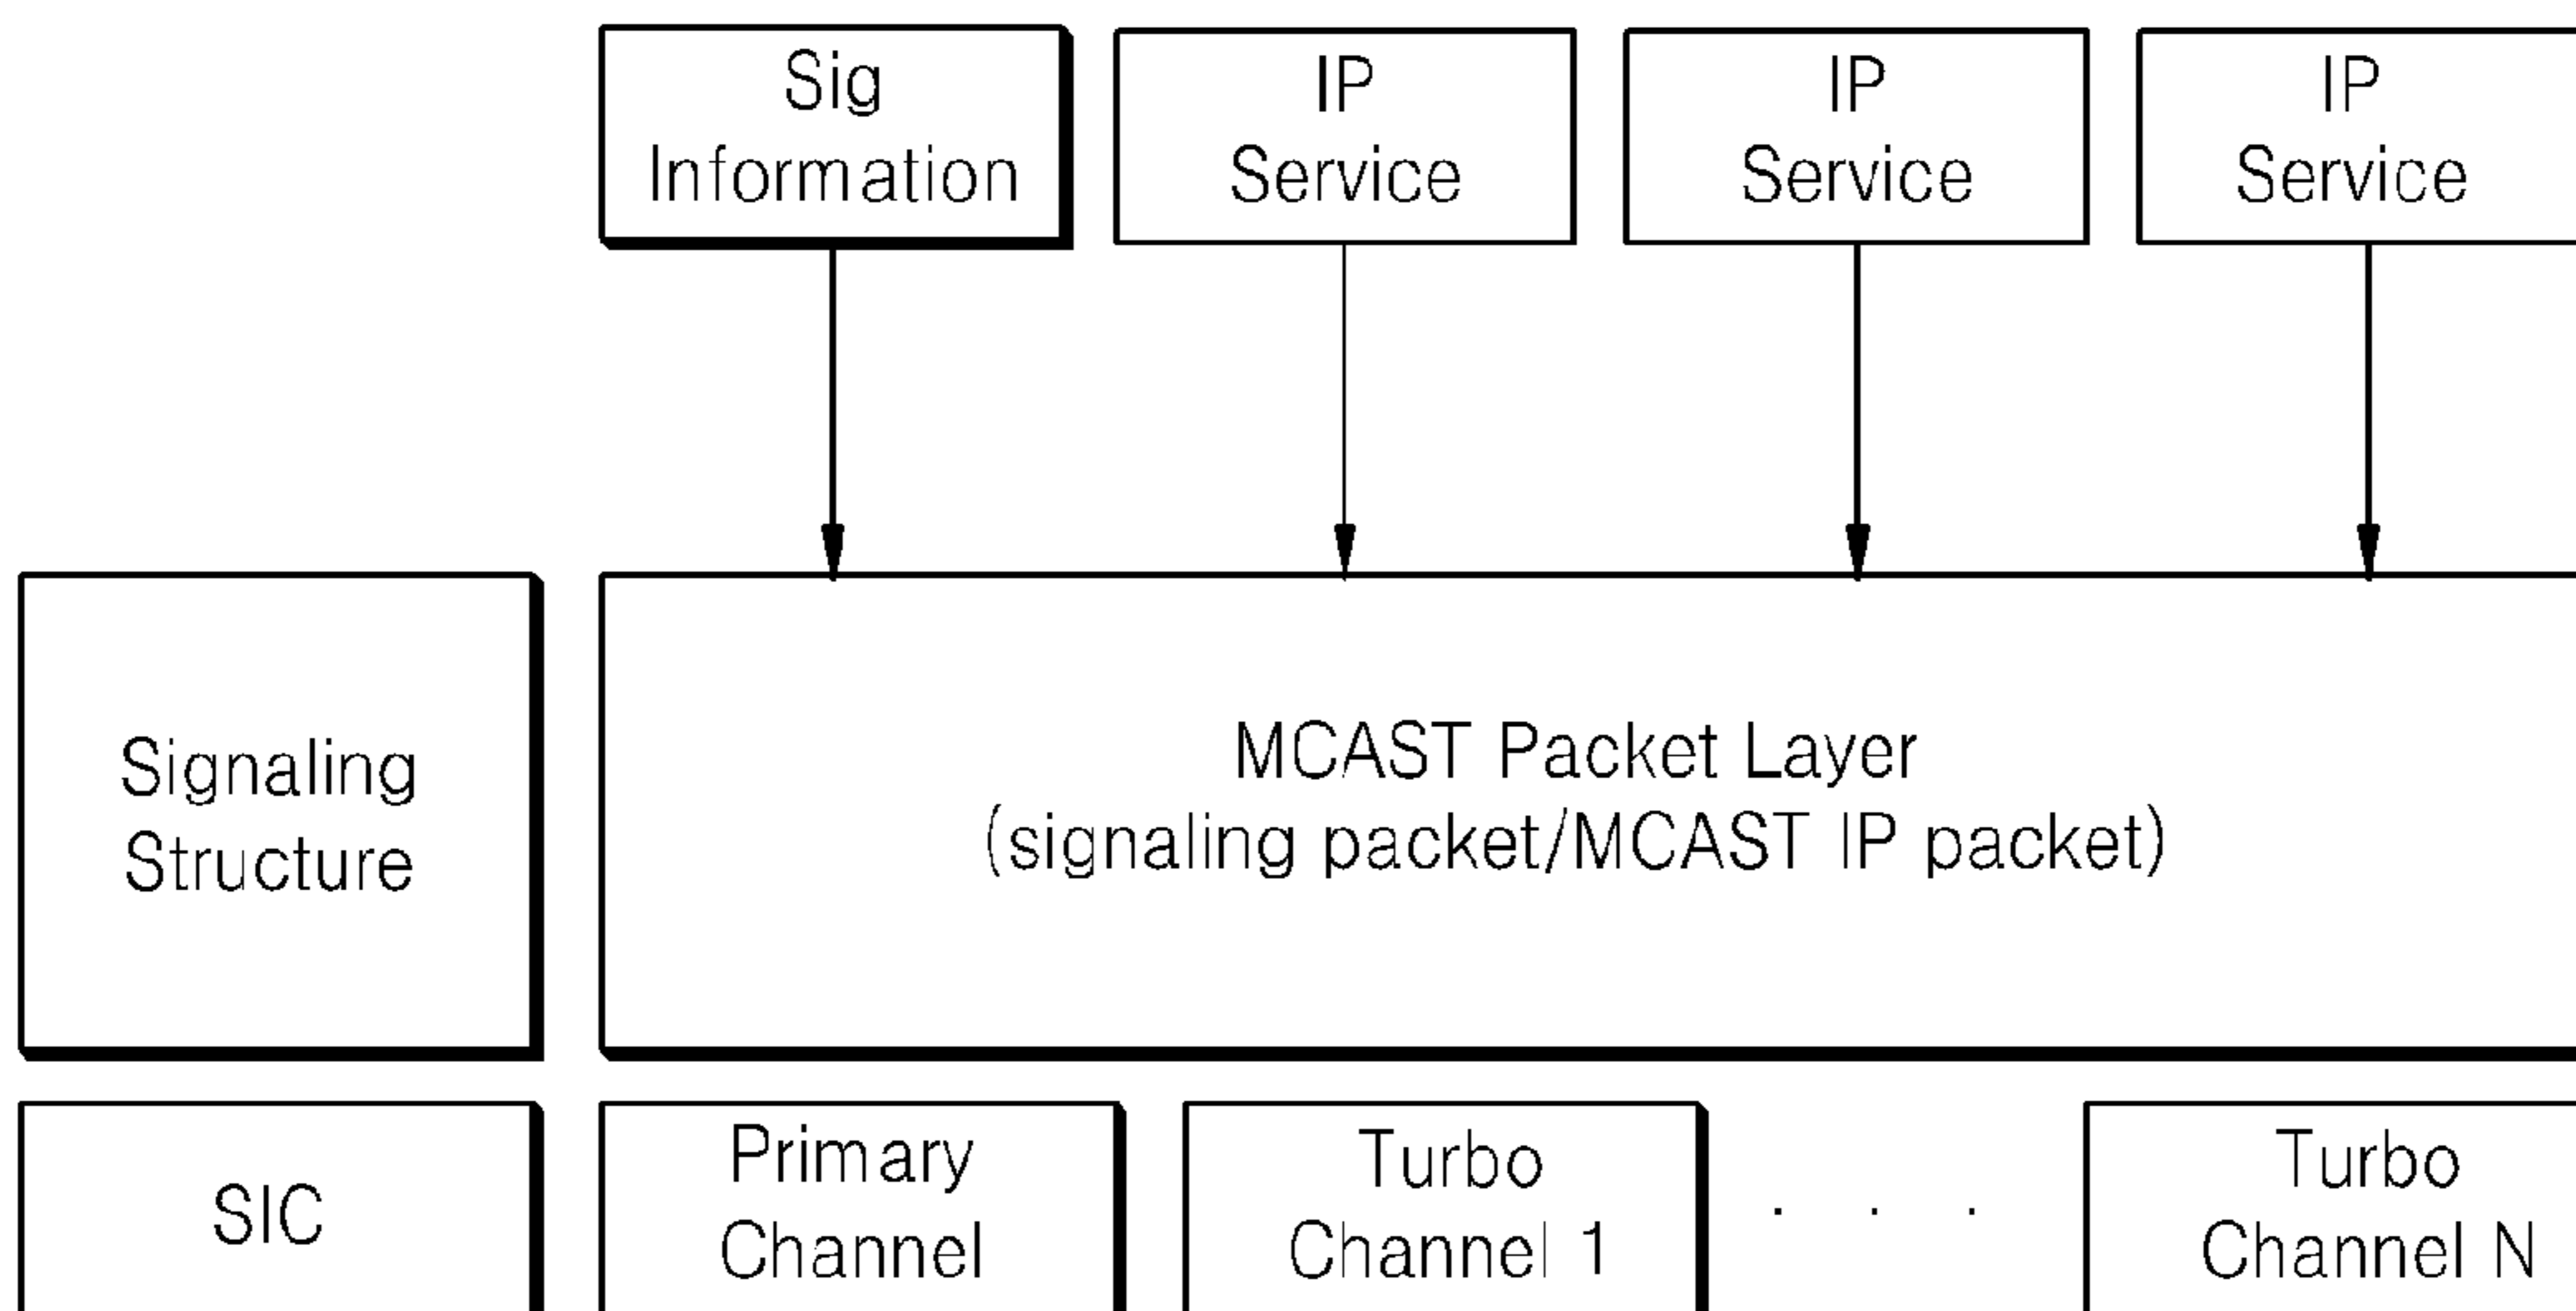 Sig
Information
IP
Service
IP
Service
IP
Service
Signaling
Structure
MCAST Packet Layer
(signaling packet/MCAST IP packet)
SIC
Primary
Channel
Turbo
Channel 1
. . .
Turbo
Channel N